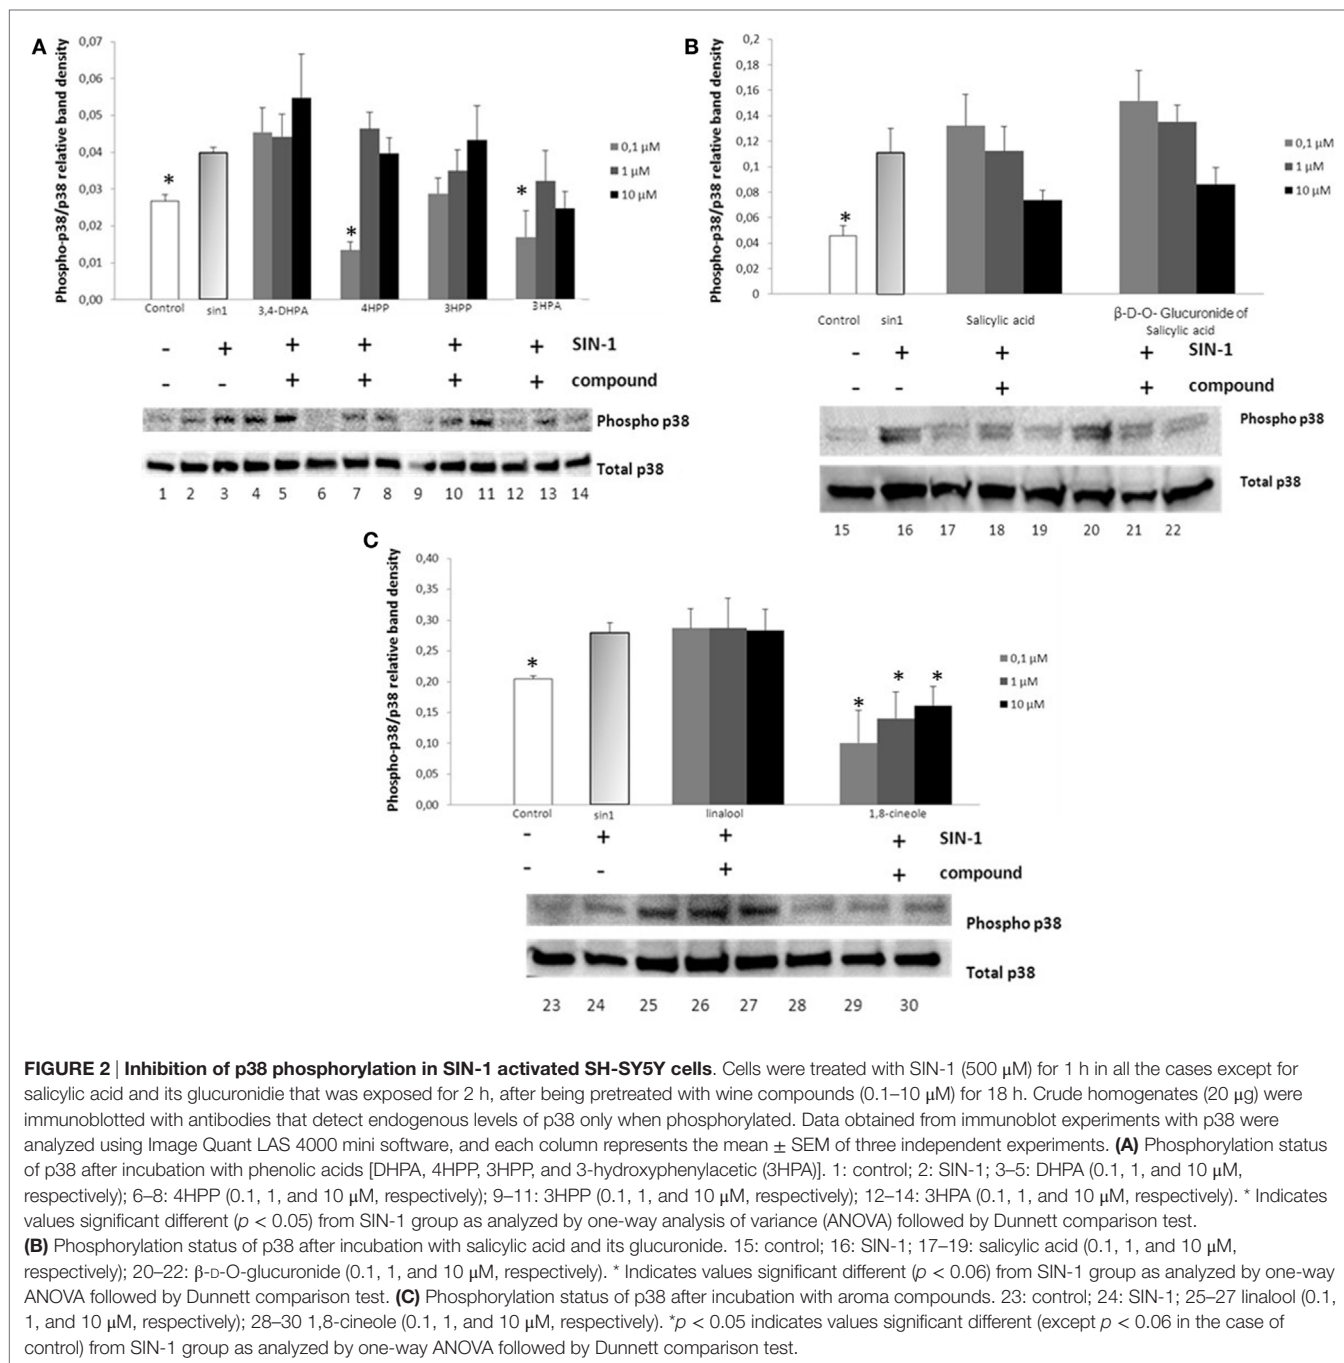 A
Phospho-p38/p38 relative band density
0,07
0,06
0,05
0,04
0,03
0,02
0,01
0,00
*
*
*
0,1 µM
1 µM
10 µM
Control sin1 3,4-DHPA 4HPP 3HPP 3HPA
- + + + + + SIN-1
- - + + + + compound
Phospho p38
Total p38
1 2 3 4 5 6 7 8 9 10 11 12 13 14
B
Phospho-p38/p38 relative band density
0,2
0,18
0,16
0,14
0,12
0,1
0,08
0,06
0,04
0,02
0
*
0,1 µM
1 µM
10 µM
Control sin1 Salicylic acid β-D-O- Glucuronide of
Salicylic acid
- + + + SIN-1
- - + + compound
Phospho p38
Total p38
15 16 17 18 19 20 21 22
C
Phospho-p38/p38 relative band density
0,40
0,35
0,30
0,25
0,20
0,15
0,10
0,05
0,00
*
* * *
0,1 µM
1 µM
10 µM
Control sin1 linalool 1,8-cineole
- + + + SIN-1
- - + + compound
Phospho p38
Total p38
23 24 25 26 27 28 29 30
FIGURE 2 | Inhibition of p38 phosphorylation in SIN-1 activated SH-SY5Y cells. Cells were treated with SIN-1 (500 μM) for 1 h in all the cases except for
salicylic acid and its glucuronidie that was exposed for 2 h, after being pretreated with wine compounds (0.1–10 μM) for 18 h. Crude homogenates (20 μg) were
immunoblotted with antibodies that detect endogenous levels of p38 only when phosphorylated. Data obtained from immunoblot experiments with p38 were
analyzed using Image Quant LAS 4000 mini software, and each column represents the mean ± SEM of three independent experiments. (A) Phosphorylation status
of p38 after incubation with phenolic acids [DHPA, 4HPP, 3HPP, and 3-hydroxyphenylacetic (3HPA)]. 1: control; 2: SIN-1; 3–5: DHPA (0.1, 1, and 10 μM,
respectively); 6–8: 4HPP (0.1, 1, and 10 μM, respectively); 9–11: 3HPP (0.1, 1, and 10 μM, respectively); 12–14: 3HPA (0.1, 1, and 10 μM, respectively). * Indicates
values significant different (p < 0.05) from SIN-1 group as analyzed by one-way analysis of variance (ANOVA) followed by Dunnett comparison test.
(B) Phosphorylation status of p38 after incubation with salicylic acid and its glucuronide. 15: control; 16: SIN-1; 17–19: salicylic acid (0.1, 1, and 10 μM,
respectively); 20–22: β-D-O-glucuronide (0.1, 1, and 10 μM, respectively). * Indicates values significant different (p < 0.06) from SIN-1 group as analyzed by one-way
ANOVA followed by Dunnett comparison test. (C) Phosphorylation status of p38 after incubation with aroma compounds. 23: control; 24: SIN-1; 25–27 linalool (0.1,
1, and 10 μM, respectively); 28–30 1,8-cineole (0.1, 1, and 10 μM, respectively). *p < 0.05 indicates values significant different (except p < 0.06 in the case of
control) from SIN-1 group as analyzed by one-way ANOVA followed by Dunnett comparison test.